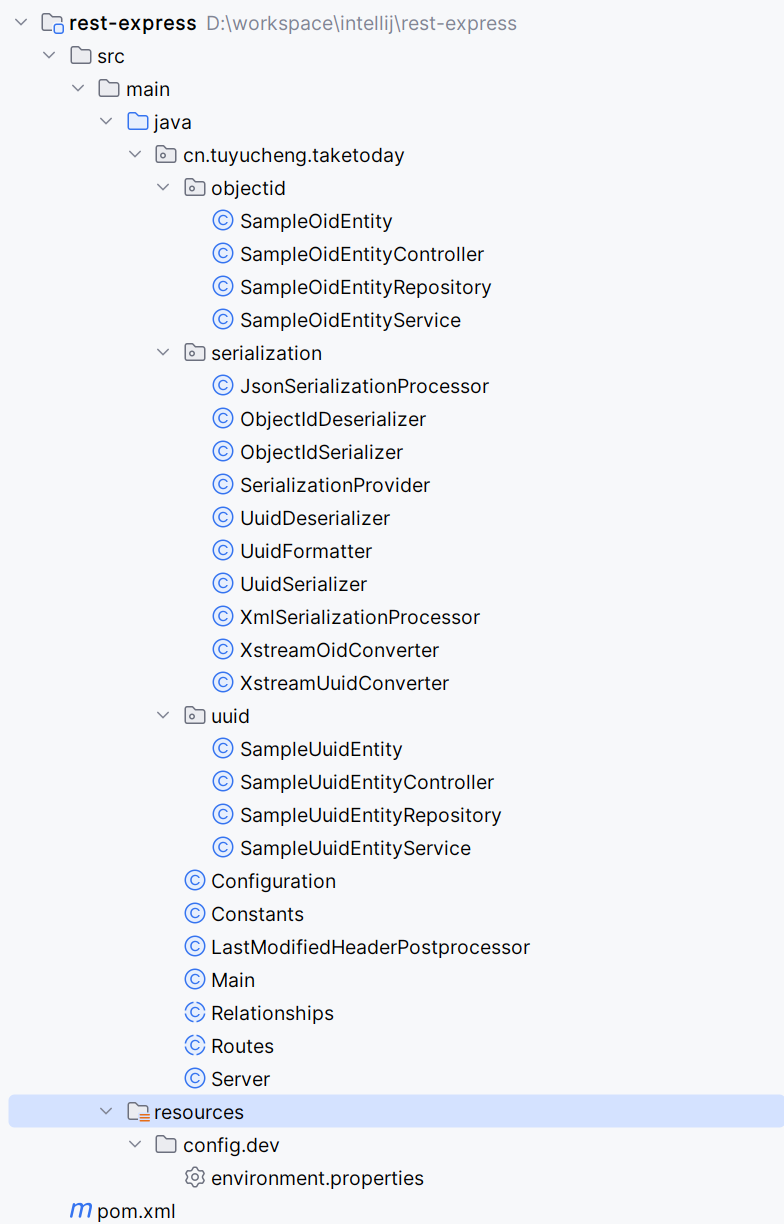 rest-express D:\workspace\intellij\rest-express
src
main
java
cn.tuyucheng.taketoday
objectid
SampleOidEntity
SampleOidEntityController
SampleOidEntityRepository
SampleOidEntityService
serialization
JsonSerializationProcessor
ObjectIdDeserializer
ObjectIdSerializer
SerializationProvider
UuidDeserializer
UuidFormatter
UuidSerializer
XmlSerializationProcessor
XstreamOidConverter
XstreamUuidConverter
uuid
SampleUuidEntity
SampleUuidEntityController
SampleUuidEntityRepository
SampleUuidEntityService
Configuration
Constants
LastModifiedHeaderPostprocessor
Main
Relationships
Routes
Server
resources
config.dev
environment.properties
pom.xml